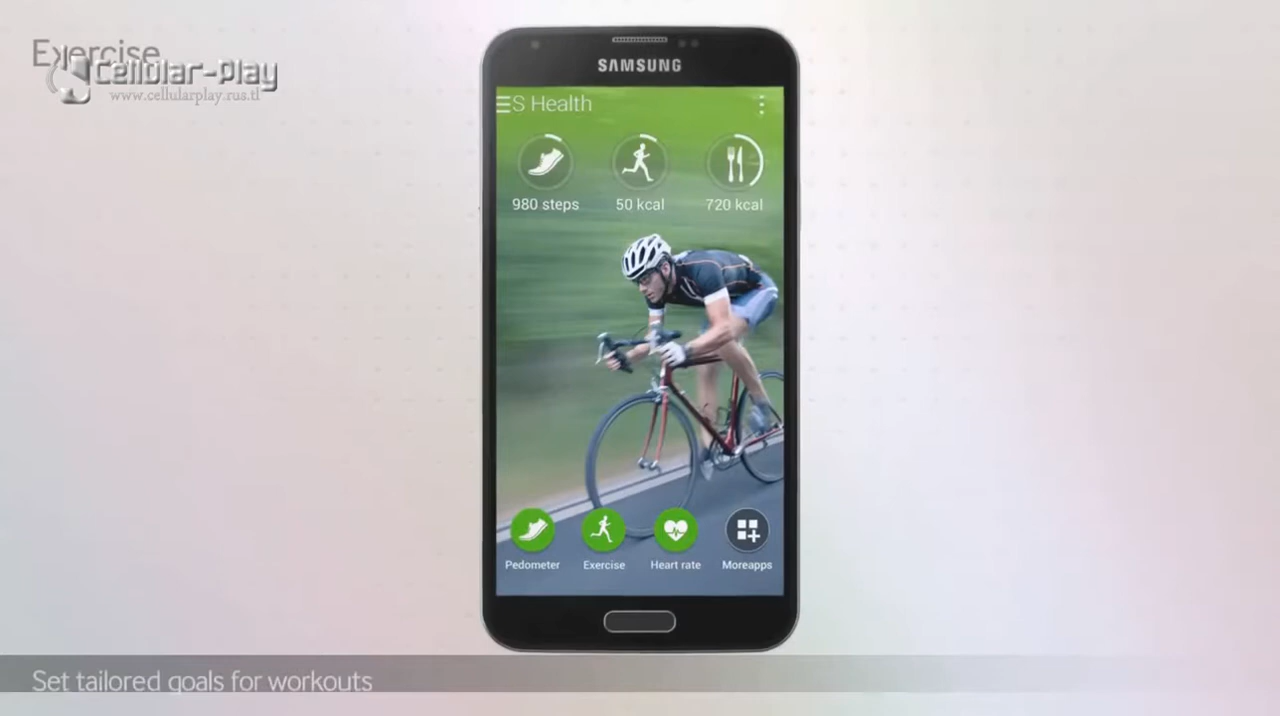 Exercise
Cellular-Play
www.cellularplay.rus.tl
SAMSUNG
S Health
980 steps
50 kcal
720 kcal
Pedometer
Exercise
Heart rate
Moreapps
Set tailored goals for workouts